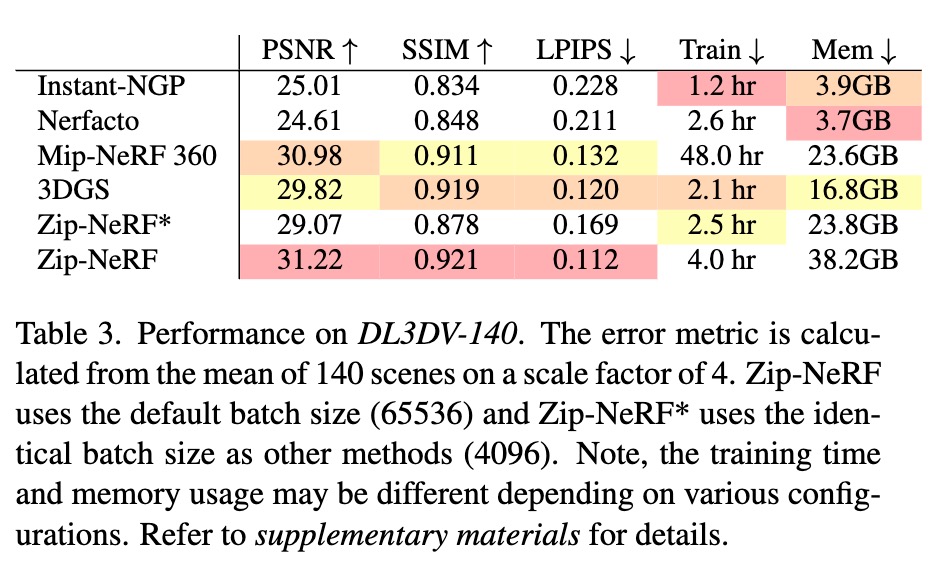 PSNR ↑ SSIM ↑ LPIPS ↓ Train ↓ Mem ↓
Instant-NGP 25.01 0.834 0.228 1.2 hr 3.9GB
Nerfacto 24.61 0.848 0.211 2.6 hr 3.7GB
Mip-NeRF 360 30.98 0.911 0.132 48.0 hr 23.6GB
3DGS 29.82 0.919 0.120 2.1 hr 16.8GB
Zip-NeRF* 29.07 0.878 0.169 2.5 hr 23.8GB
Zip-NeRF 31.22 0.921 0.112 4.0 hr 38.2GB
Table 3. Performance on DL3DV-140. The error metric is calcu-
lated from the mean of 140 scenes on a scale factor of 4. Zip-NeRF
uses the default batch size (65536) and Zip-NeRF* uses the iden-
tical batch size as other methods (4096). Note, the training time
and memory usage may be different depending on various config-
urations. Refer to supplementary materials for details.